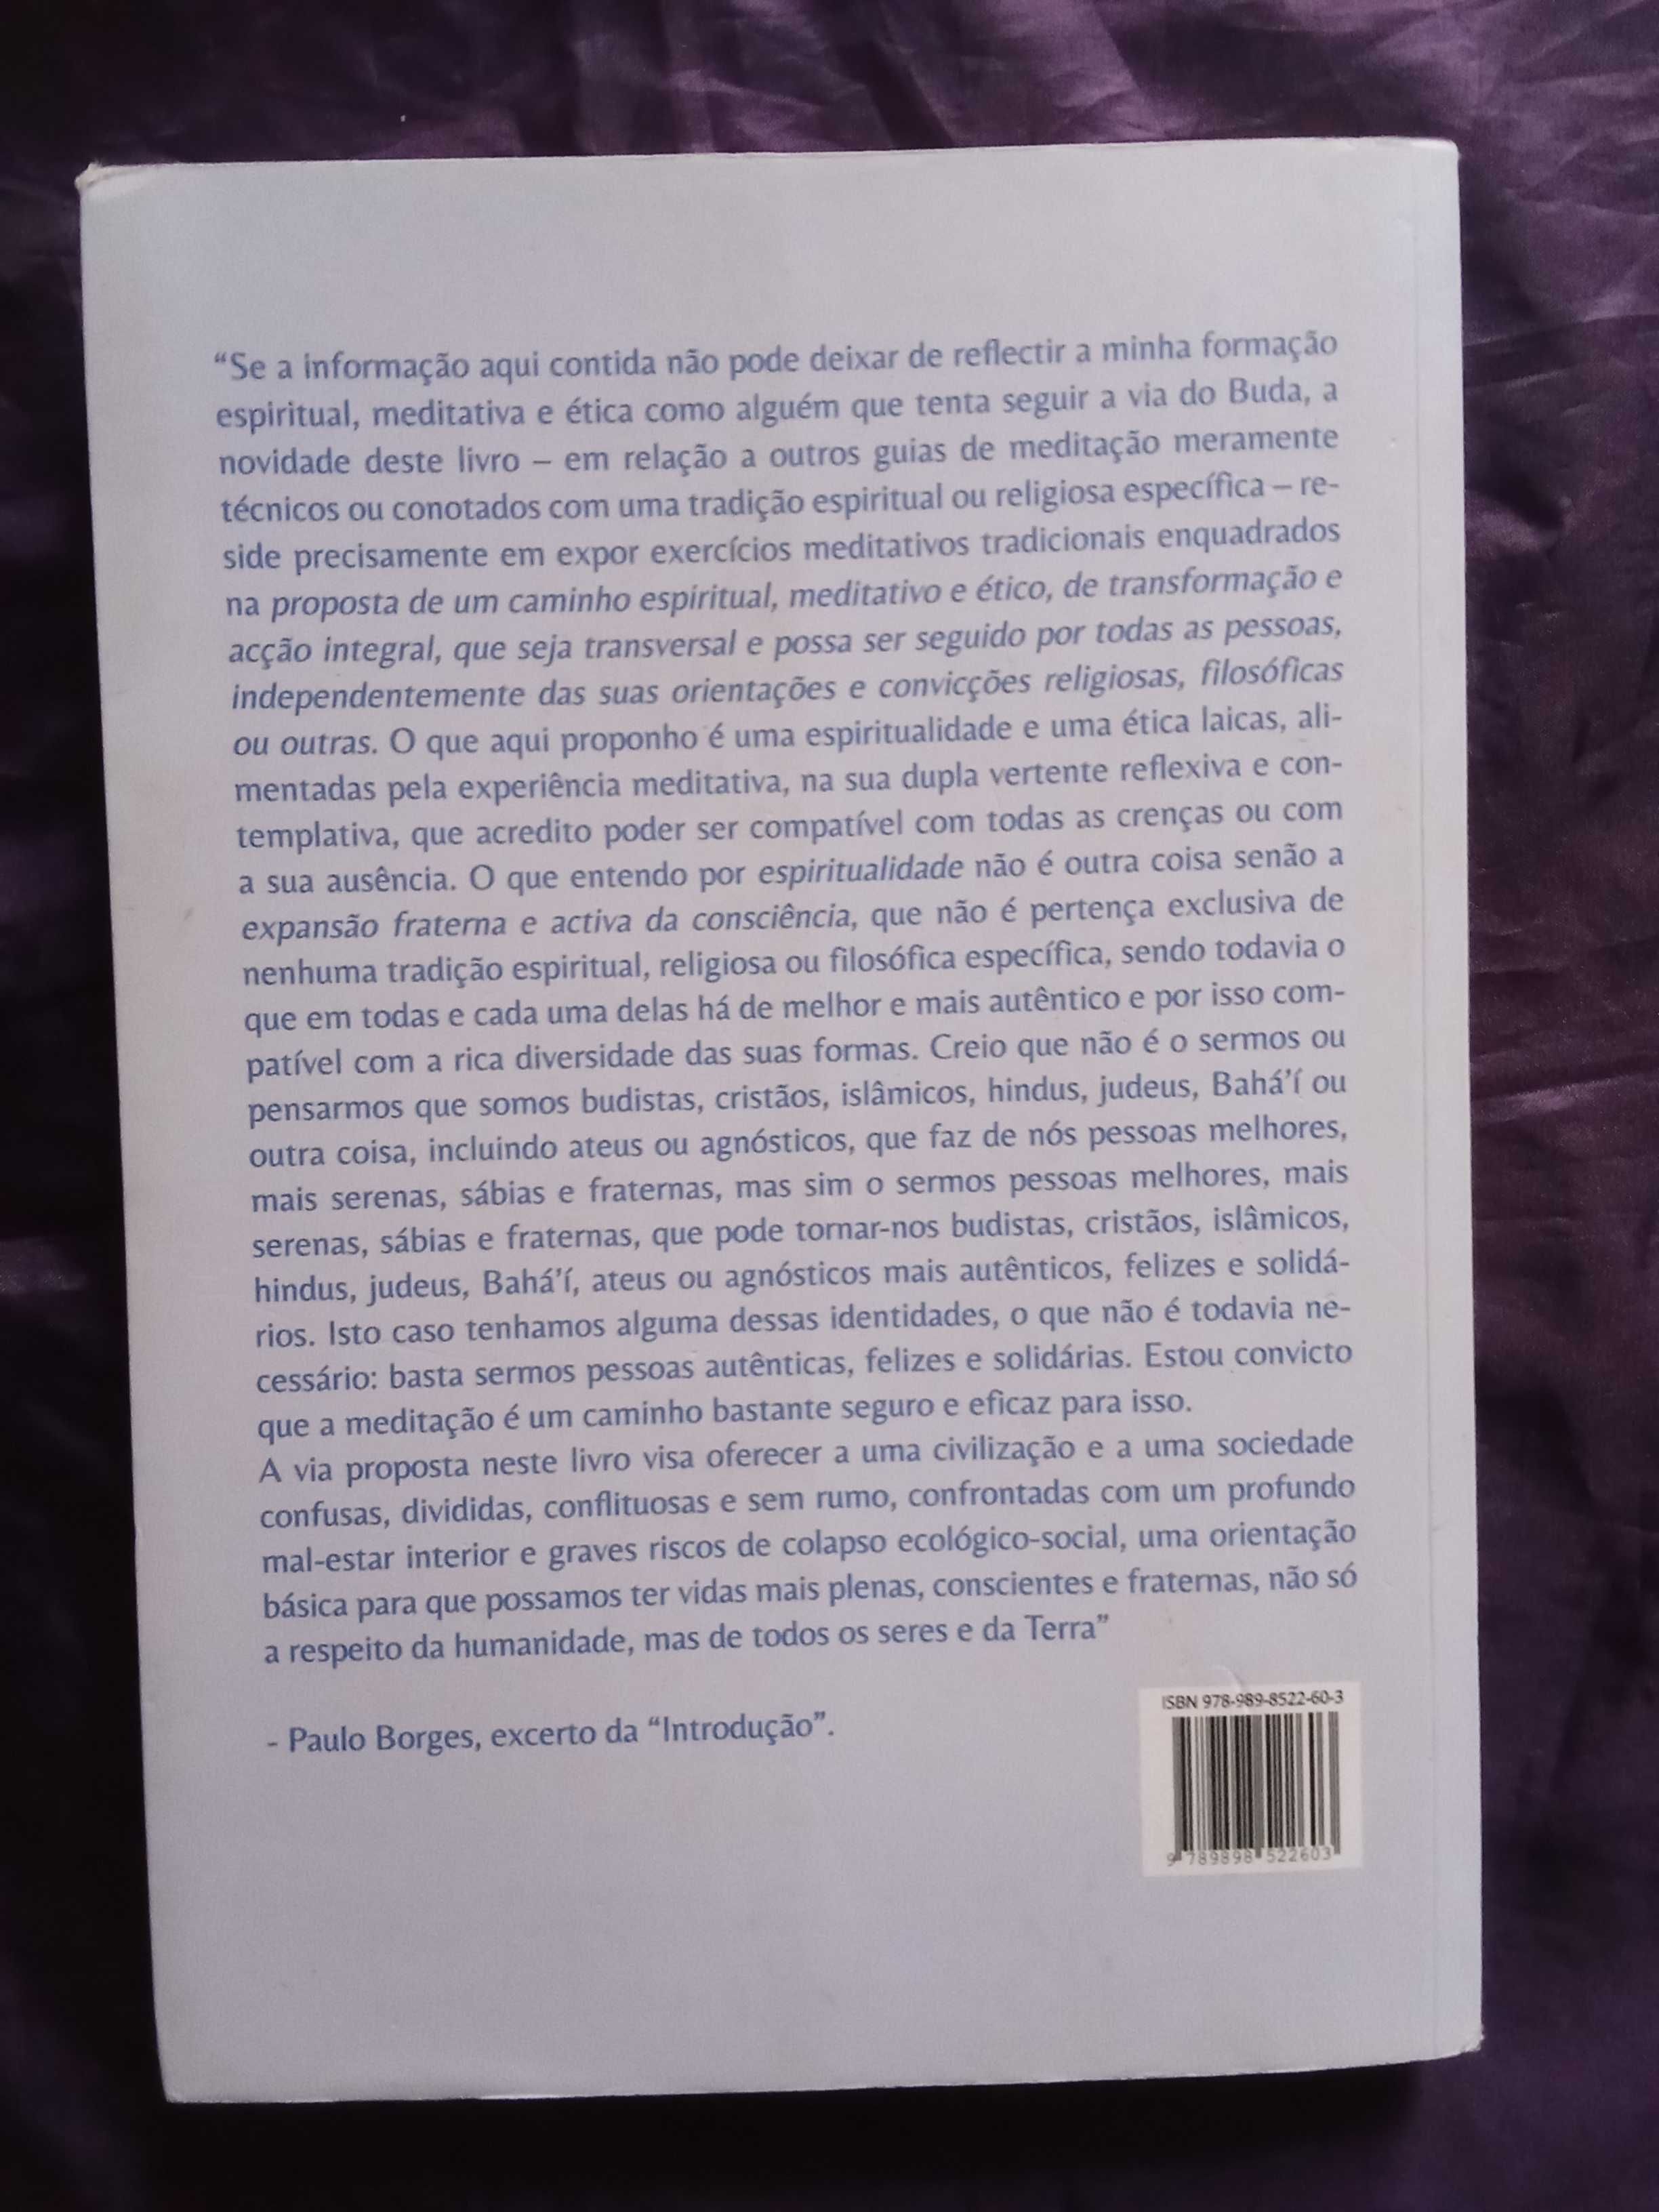 “Se a informação aqui contida não pode deixar de reflectir a minha formação
espiritual, meditativa e ética como alguém que tenta seguir a via do Buda, a
novidade deste livro – em relação a outros guias de meditação meramente
técnicos ou conotados com uma tradição espiritual ou religiosa específica – re-
side precisamente em expor exercícios meditativos tradicionais enquadrados
na proposta de um caminho espiritual, meditativo e ético, de transformação e
acção integral, que seja transversal e possa ser seguido por todas as pessoas,
independentemente das suas orientações e convicções religiosas, filosóficas
ou outras. O que aqui proponho é uma espiritualidade e uma ética laicas, ali-
mentadas pela experiência meditativa, na sua dupla vertente reflexiva e con-
templativa, que acredito poder ser compatível com todas as crenças ou com
a sua ausência. O que entendo por espiritualidade não é outra coisa senão a
expansão fraterna e activa da consciência, que não é pertença exclusiva de
nenhuma tradição espiritual, religiosa ou filosófica específica, sendo todavia o
que em todas e cada uma delas há de melhor e mais autêntico e por isso com-
patível com a rica diversidade das suas formas. Creio que não é o sermos ou
pensarmos que somos budistas, cristãos, islâmicos, hindus, judeus, Bahá’í ou
outra coisa, incluindo ateus ou agnósticos, que faz de nós pessoas melhores,
mais serenas, sábias e fraternas, mas sim o sermos pessoas melhores, mais
serenas, sábias e fraternas, que pode tornar-nos budistas, cristãos, islâmicos,
hindus, judeus, Bahá’í, ateus ou agnósticos mais autênticos, felizes e solidá-
rios. Isto caso tenhamos alguma dessas identidades, o que não é todavia ne-
cessário: basta sermos pessoas autênticas, felizes e solidárias. Estou convicto
que a meditação é um caminho bastante seguro e eficaz para isso.
A via proposta neste livro visa oferecer a uma civilização e a uma sociedade
confusas, divididas, conflituosas e sem rumo, confrontadas com um profundo
mal-estar interior e graves riscos de colapso ecológico-social, uma orientação
básica para que possamos ter vidas mais plenas, conscientes e fraternas, não só
a respeito da humanidade, mas de todos os seres e da Terra”
- Paulo Borges, excerto da “Introdução”.
ISBN 978-989-8522-60-3
9 789898 522603